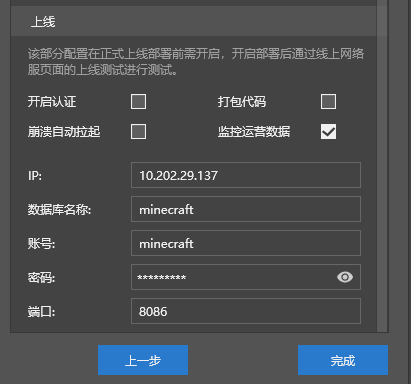 上线
该部分配置在正式上线部署前需开启，开启部署后通过线上网络
服页面的上线测试进行测试。
开启认证 打包代码
崩溃自动拉起 监控运营数据
IP: 10.202.29.137
数据库名称: minecraft
账号: minecraft
密码: *********
端口: 8086
上一步 完成